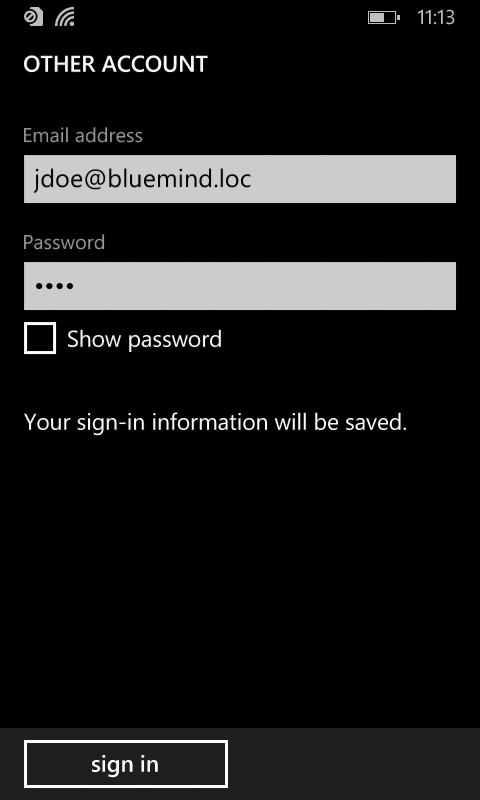 11:13
OTHER ACCOUNT
Email address
jdoe@bluemind.loc
Password
••••
Show password
Your sign-in information will be saved.
sign in